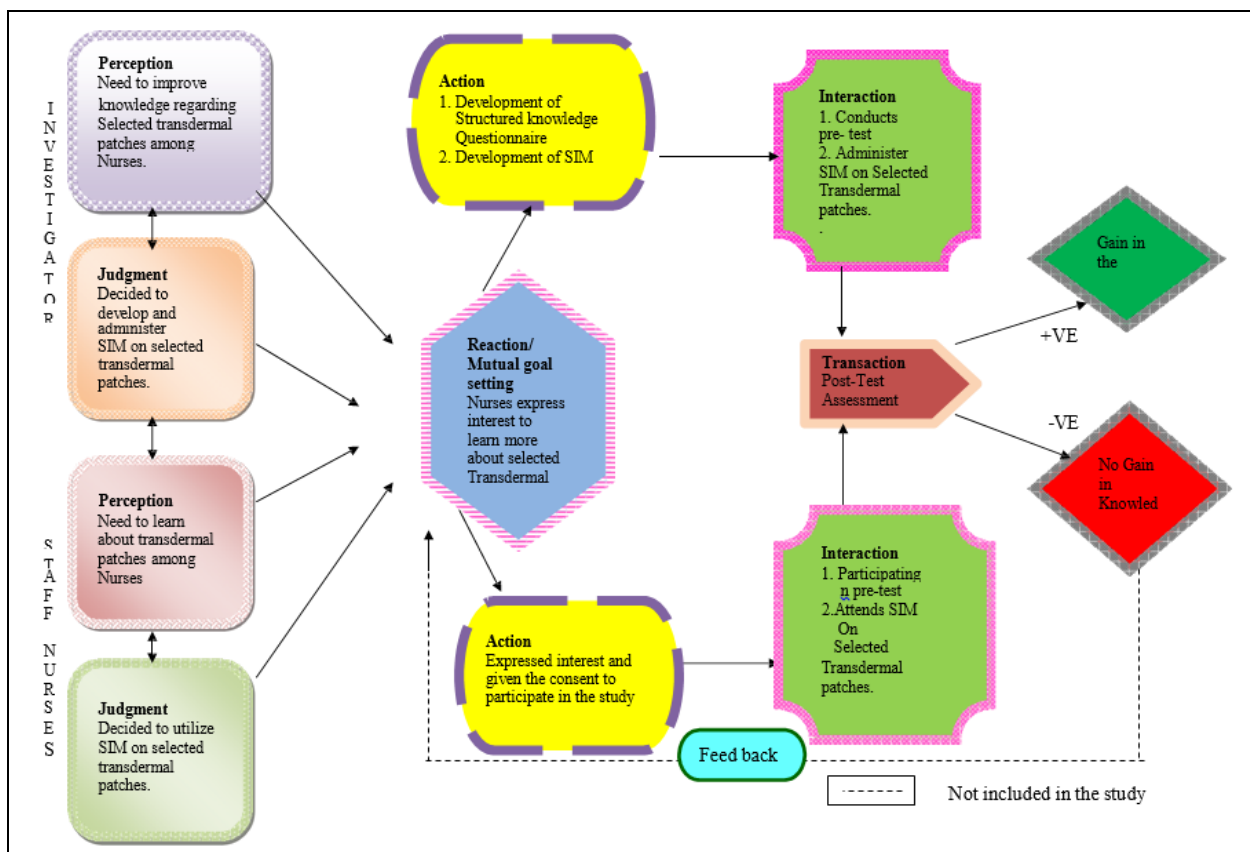 INVESTIGATOR
Perception
Need to improve
knowledge regarding
Selected transdermal
patches among
Nurses.
Judgment
Decided to
develop and
administer
SIM on selected
transdermal
patches.
STAFF NURSES
Perception
Need to learn
about transdermal
patches among
Nurses
Judgment
Decided to utilize
SIM on selected
transdermal
patches.
Reaction/
Mutual goal
setting
Nurses express
interest to
learn more
about selected
Transdermal
Action
1. Development of
Structured knowledge
Questionnaire
2. Development of SIM
Action
Expressed interest and
given the consent to
participate in the study
Interaction
1. Conducts
pre- test
2. Administer
SIM on Selected
Transdermal
patches.
.
Interaction
1. Participating
n pre-test
2.Attends SIM
On
Selected
Transdermal
patches.
Transaction
Post-Test
Assessment
+VE
-VE
Gain in
the
No Gain
in
Knowled
Feed back
Not included in the study